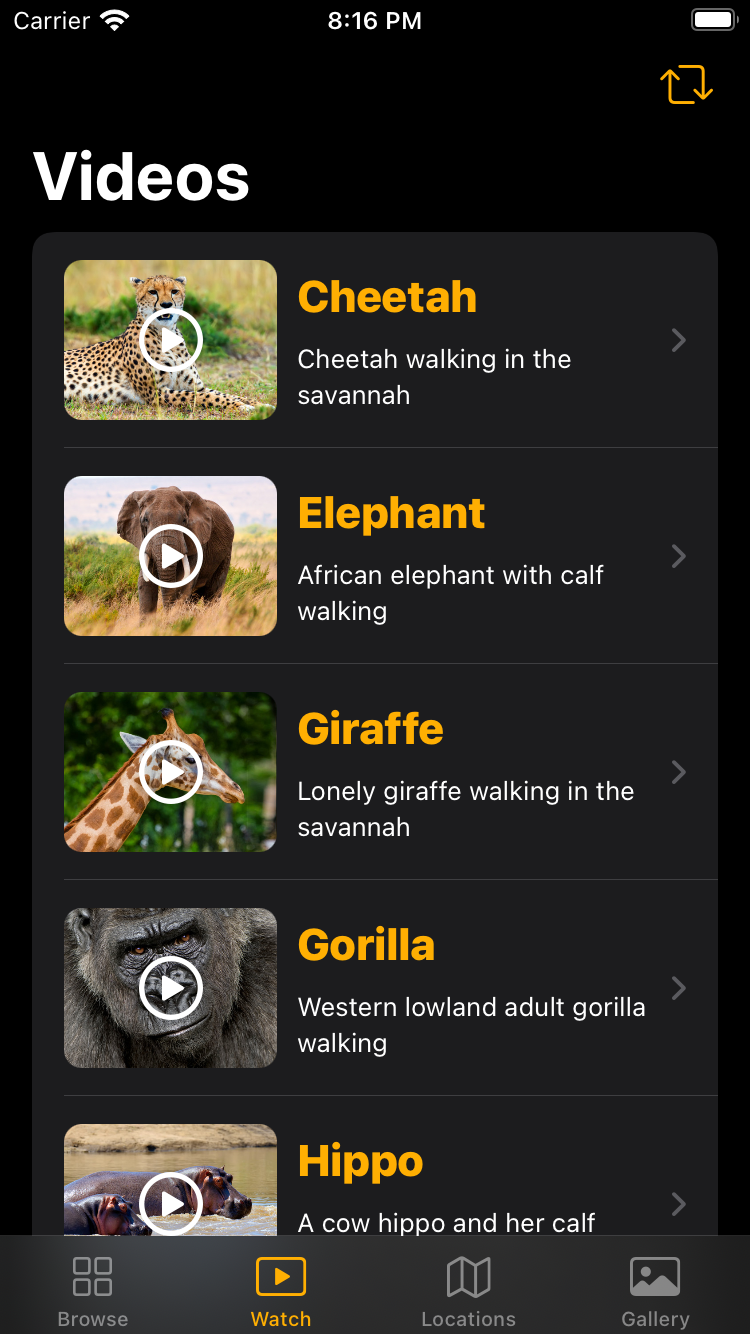 Carrier 8:16 PM
Videos
Cheetah
Cheetah walking in the
savannah
Elephant
African elephant with calf
walking
Giraffe
Lonely giraffe walking in the
savannah
Gorilla
Western lowland adult gorilla
walking
Hippo
A cow hippo and her calf
Browse Watch Locations Gallery